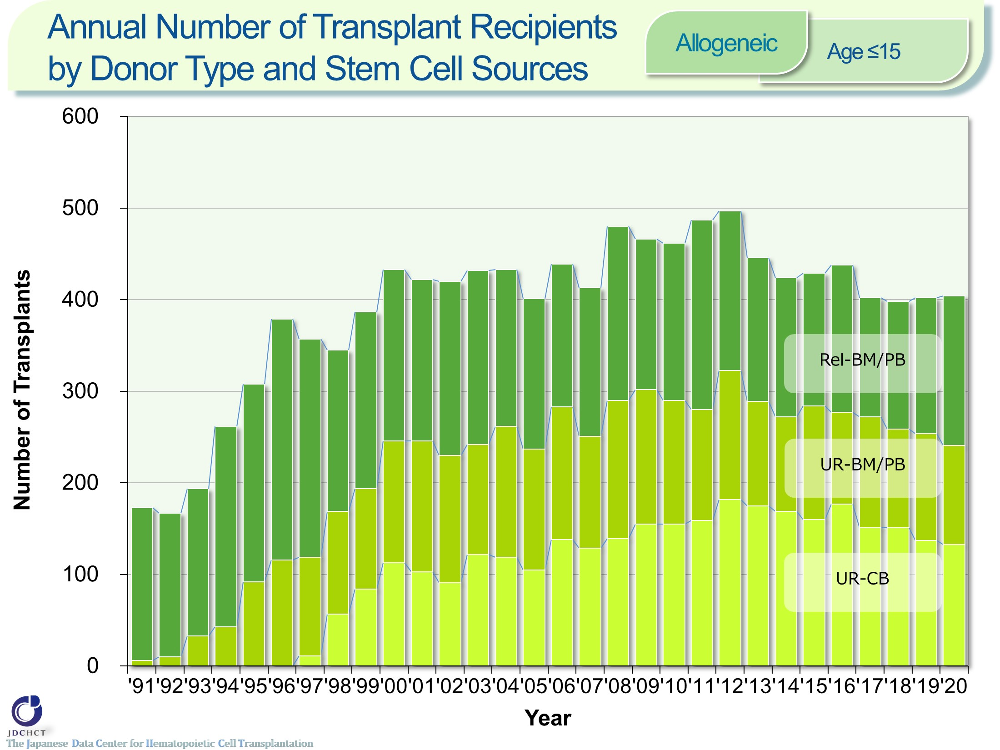 Annual Number of Transplant Recipients
by Donor Type and Stem Cell Sources
Allogeneic
Age ≤15
600
500
400
300
200
100
0
Number of Transplants
Rel-BM/PB
UR-BM/PB
UR-CB
'91 '92 '93 '94 '95 '96 '97 '98 '99 '00 '01 '02 '03 '04 '05 '06 '07 '08 '09 '10 '11 '12 '13 '14 '15 '16 '17 '18 '19 '20
Year
JDCHCT
The Japanese Data Center for Hematopoietic Cell Transplantation